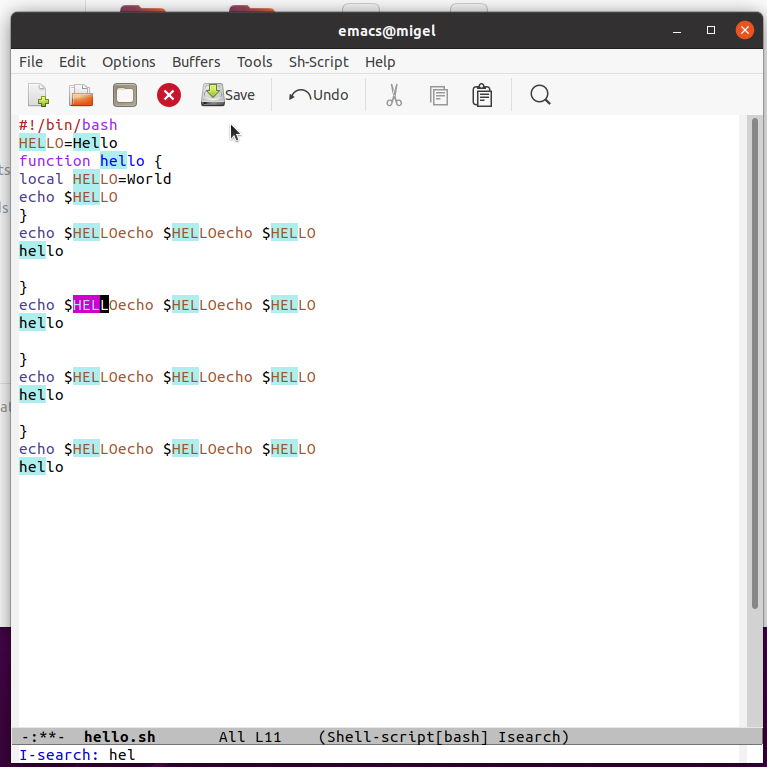 emacs@migel
File Edit Options Buffers Tools Sh-Script Help
Save Undo
#!/bin/bash
HELLO=Hello
function hello {
local HELLO=World
echo $HELLO
}
echo $HELLOecho $HELLOecho $HELLO
hello
}
echo $HELLOecho $HELLOecho $HELLO
hello
}
echo $HELLOecho $HELLOecho $HELLO
hello
}
echo $HELLOecho $HELLOecho $HELLO
hello
-:**- hello.sh All L11 (Shell-script[bash] Isearch)
I-search: hel